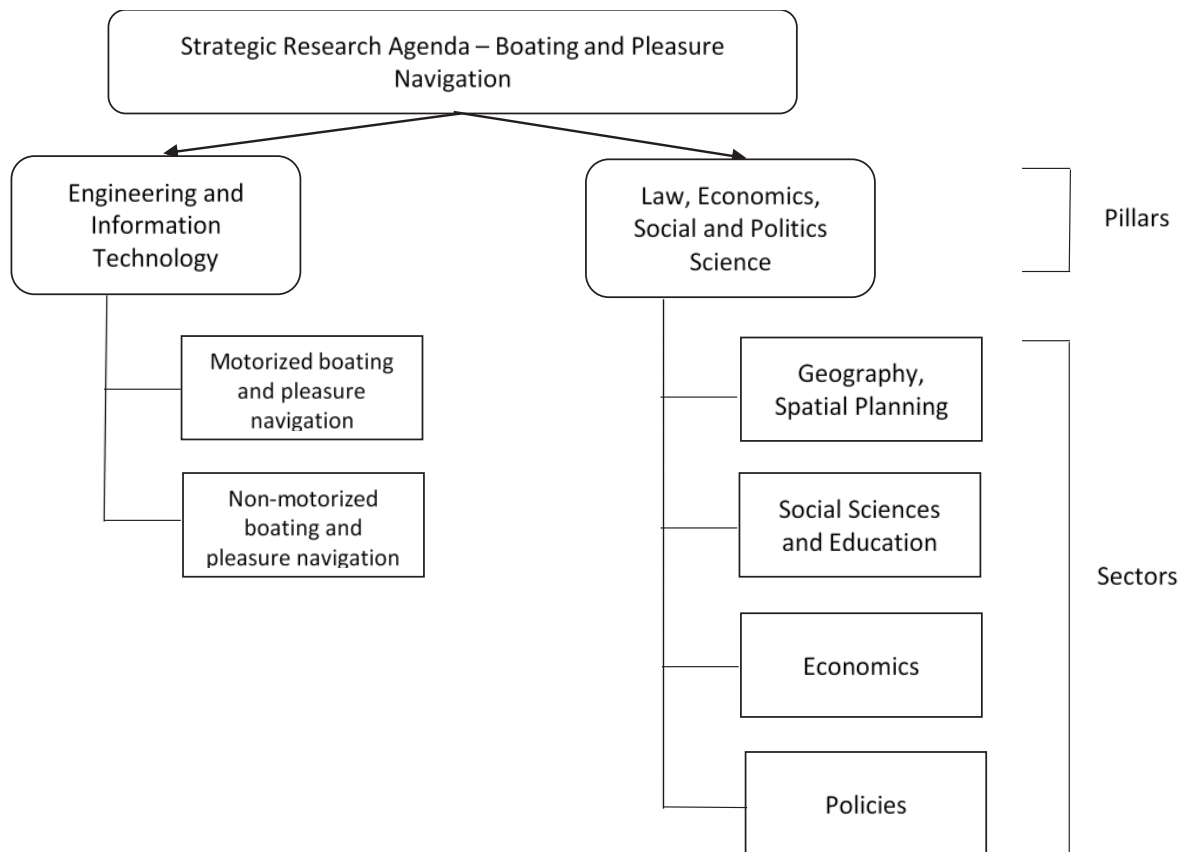 Strategic Research Agenda – Boating and Pleasure
Navigation
Engineering and
Information
Technology
Law, Economics,
Social and Politics
Science
Pillars
Motorized boating
and pleasure
navigation
Non-motorized
boating and
pleasure navigation
Geography,
Spatial Planning
Social Sciences
and Education
Economics
Policies
Sectors